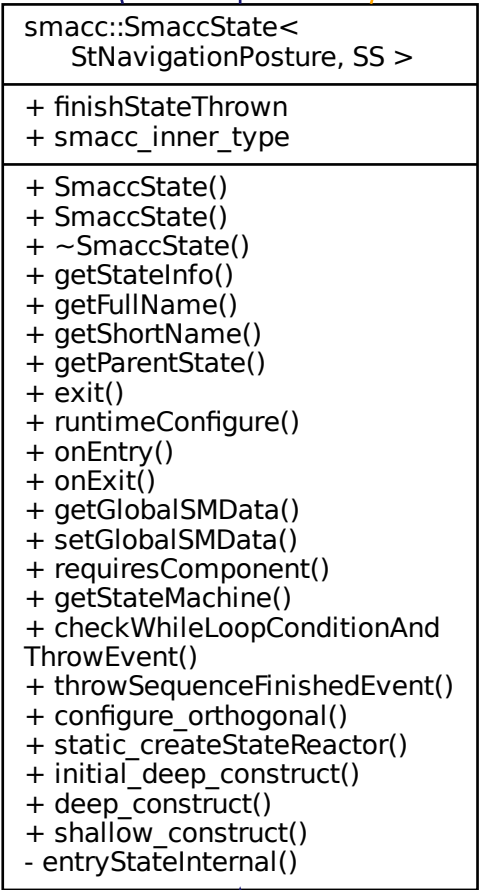 smacc::SmaccState<
StNavigationPosture, SS >
+ finishStateThrown
+ smacc_inner_type
+ SmaccState()
+ SmaccState()
+ ~SmaccState()
+ getStateInfo()
+ getFullName()
+ getShortName()
+ getParentState()
+ exit()
+ runtimeConfigure()
+ onEntry()
+ onExit()
+ getGlobalSMData()
+ setGlobalSMData()
+ requiresComponent()
+ getStateMachine()
+ checkWhileLoopConditionAnd
ThrowEvent()
+ throwSequenceFinishedEvent()
+ configure_orthogonal()
+ static_createStateReactor()
+ initial_deep_construct()
+ deep_construct()
+ shallow_construct()
- entryStateInternal()